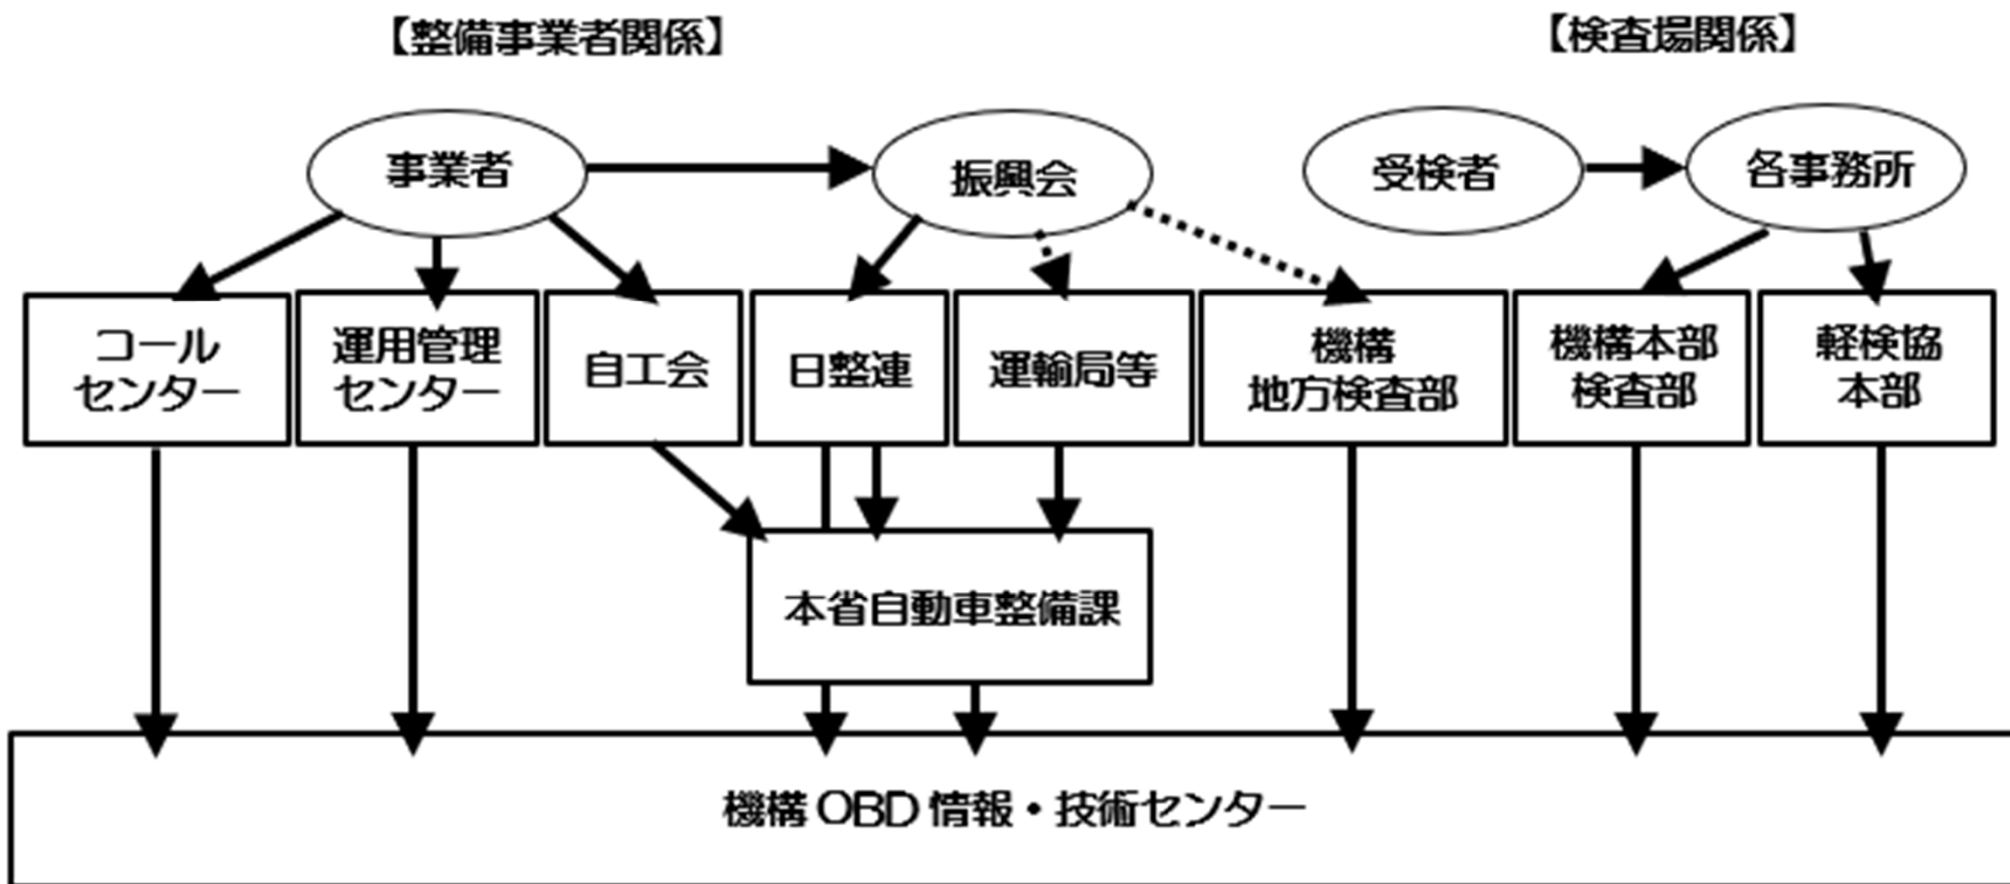 【整備事業者関係】
【検査場関係】
事業者
振興会
受検者
各事務所
コール
センター
運用管理
センター
自工会
日整連
運輸局等
機構
地方検査部
機構本部
検査部
軽検協
本部
本省自動車整備課
機構 OBD 情報・技術センター